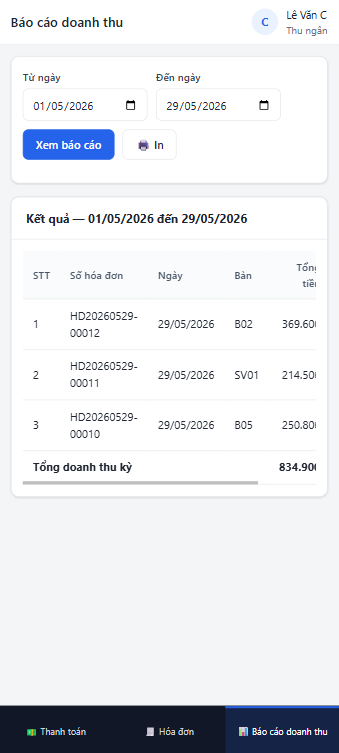 Báo cáo doanh thu
C
Lê Văn C
Thu ngân
Từ ngày
Đến ngày
01/05/2026
29/05/2026
Xem báo cáo
In
Kết quả — 01/05/2026 đến 29/05/2026
STT Số hóa đơn Ngày Bàn Tổng tiền
1 HD20260529-00012 29/05/2026 B02 369.600
2 HD20260529-00011 29/05/2026 SV01 214.500
3 HD20260529-00010 29/05/2026 B05 250.800
Tổng doanh thu kỳ 834.900
Thanh toán
Hóa đơn
Báo cáo doanh thu